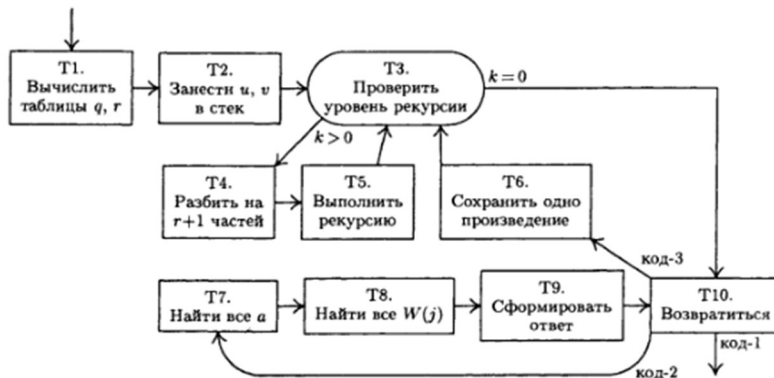 T1.
Вычислить
таблицы q, r
T2.
Занести u, v
в стек
T3.
Проверить
уровень рекурсии
k=0
k>0
T4.
Разбить на
r+1 частей
T5.
Выполнить
рекурсию
T6.
Сохранить одно
произведение
код-3
T7.
Найти все a
T8.
Найти все W(j)
T9.
Сформировать
ответ
T10.
Возвратиться
код-1
код-2